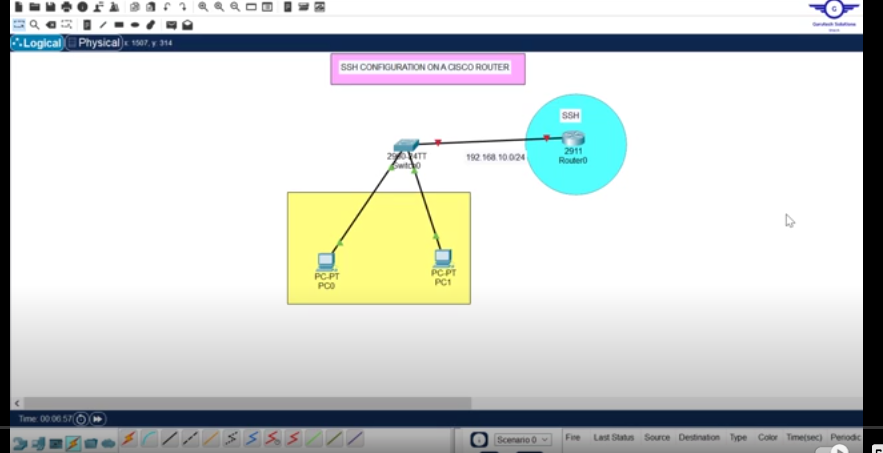 Garatech Solutions
Logical
Physical
x: 1507, y: 314
SSH CONFIGURATION ON A CISCO ROUTER
SSH
2911
Router0
192.168.10.0/24
Switch0
PC-PT
PC0
PC-PT
PC1
Time: 00:06:57
Scenario 0
Fire Last Status Source Destination Type Color Time(sec) Periodic